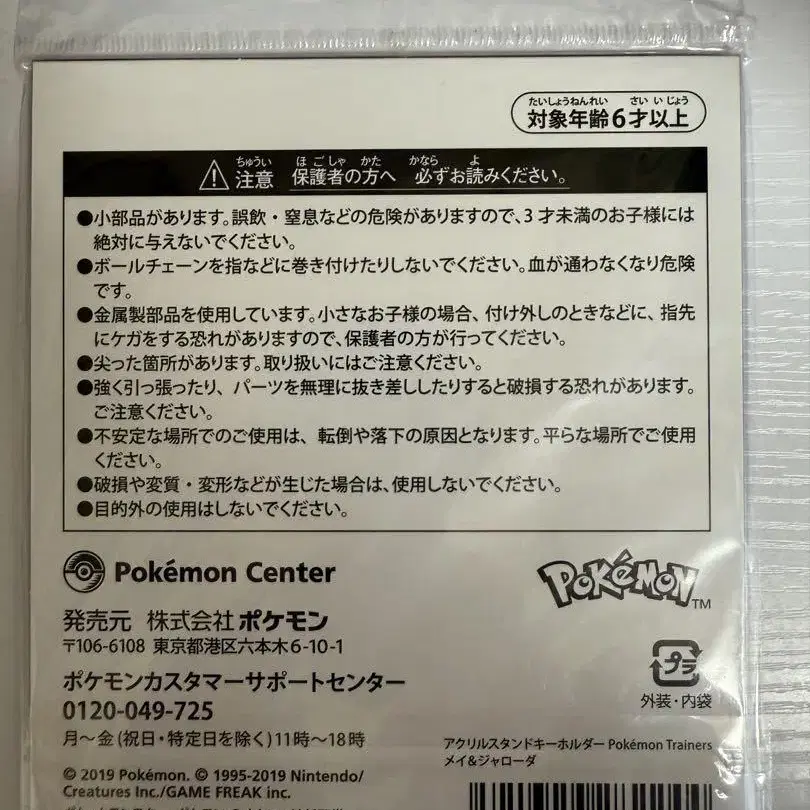 たいしょうねんれい さい い じょう
対象年齢6才以上
ちゅうい ほ ご しゃ かた かなら よ
注意 保護者の方へ 必ずお読みください。
●小部品があります。誤飲・窒息などの危険がありますので、3才未満のお子様には
絶対に与えないでください。
●ボールチェーンを指などに巻き付けたりしないでください。血が通わなくなり危険
です。
●金属製部品を使用しています。小さなお子様の場合、付け外しのときなどに、指先
にケガをする恐れがありますので、保護者の方が行ってください。
●尖った箇所があります。取り扱いにはご注意ください。
●強く引っ張ったり、パーツを無理に抜き差ししたりすると破損する恐れがあります。
ご注意ください。
●不安定な場所でのご使用は、転倒や落下の原因となります。平らな場所でご使用
ください。
●破損や変質・変形などが生じた場合は、使用しないでください。
●目的外の使用はしないでください。
Pokémon Center
POKéMON TM
発売元 株式会社ポケモン
〒106-6108 東京都港区六本木6-10-1
ポケモンカスタマーサポートセンター
0120-049-725
月～金(祝日・特定日を除く)11時～18時
プラ
外装・内袋
アクリルスタンドキーホルダー Pokémon Trainers
メイ&ジャローダ
© 2019 Pokémon. © 1995-2019 Nintendo/
Creatures Inc./GAME FREAK inc.